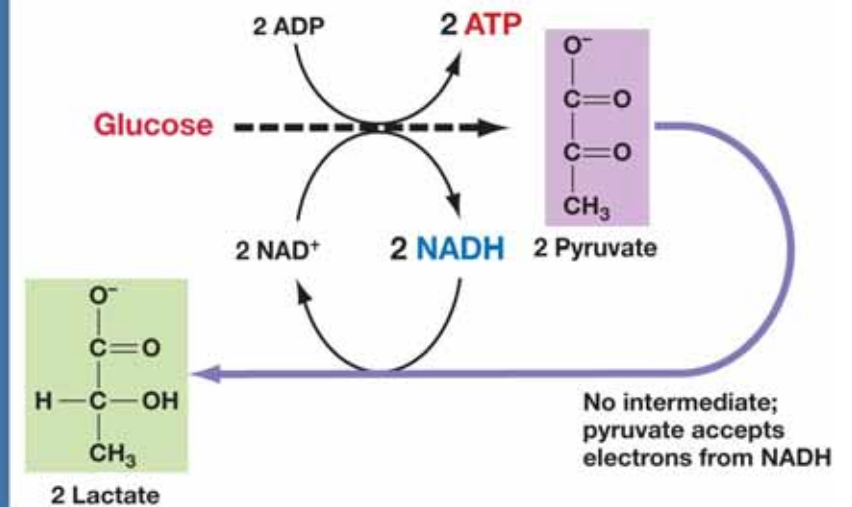 2 ADP
2 ATP
O⁻
C=O
C=O
CH₃
Glucose
2 NAD⁺
2 NADH
2 Pyruvate
O⁻
C=O
H—C—OH
CH₃
2 Lactate
No intermediate;
pyruvate accepts
electrons from NADH